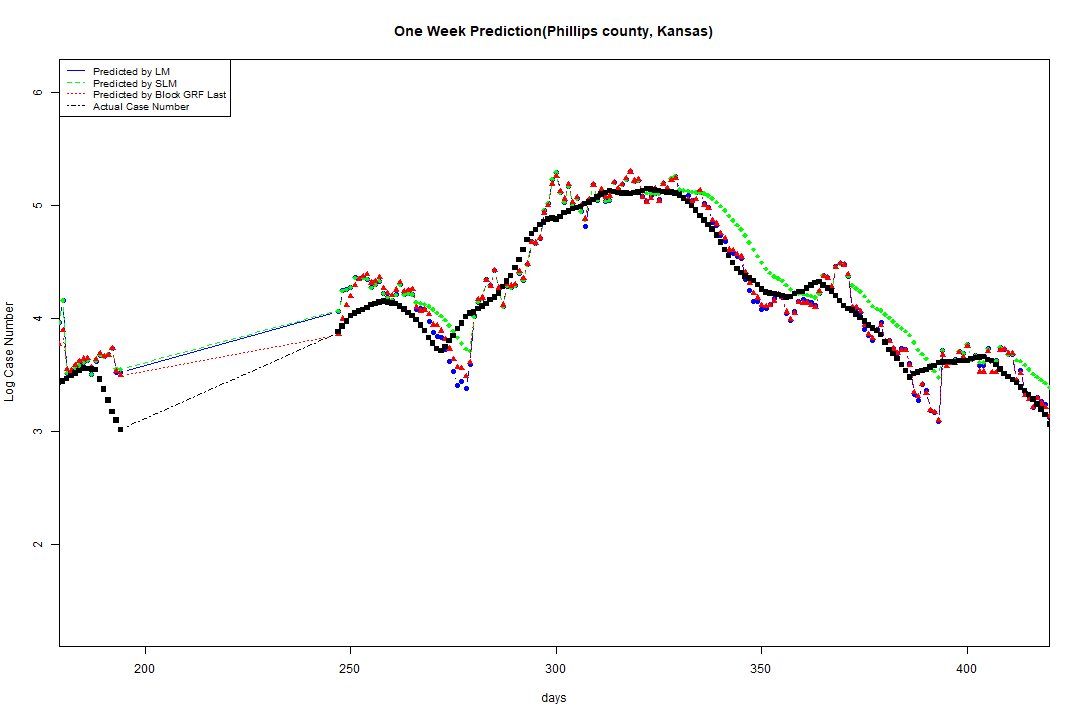 One Week Prediction(Phillips county, Kansas)
Predicted by LM
Predicted by SLM
Predicted by Block GRF Last
Actual Case Number
6
5
4
3
2
Log Case Number
200
250
300
350
400
days